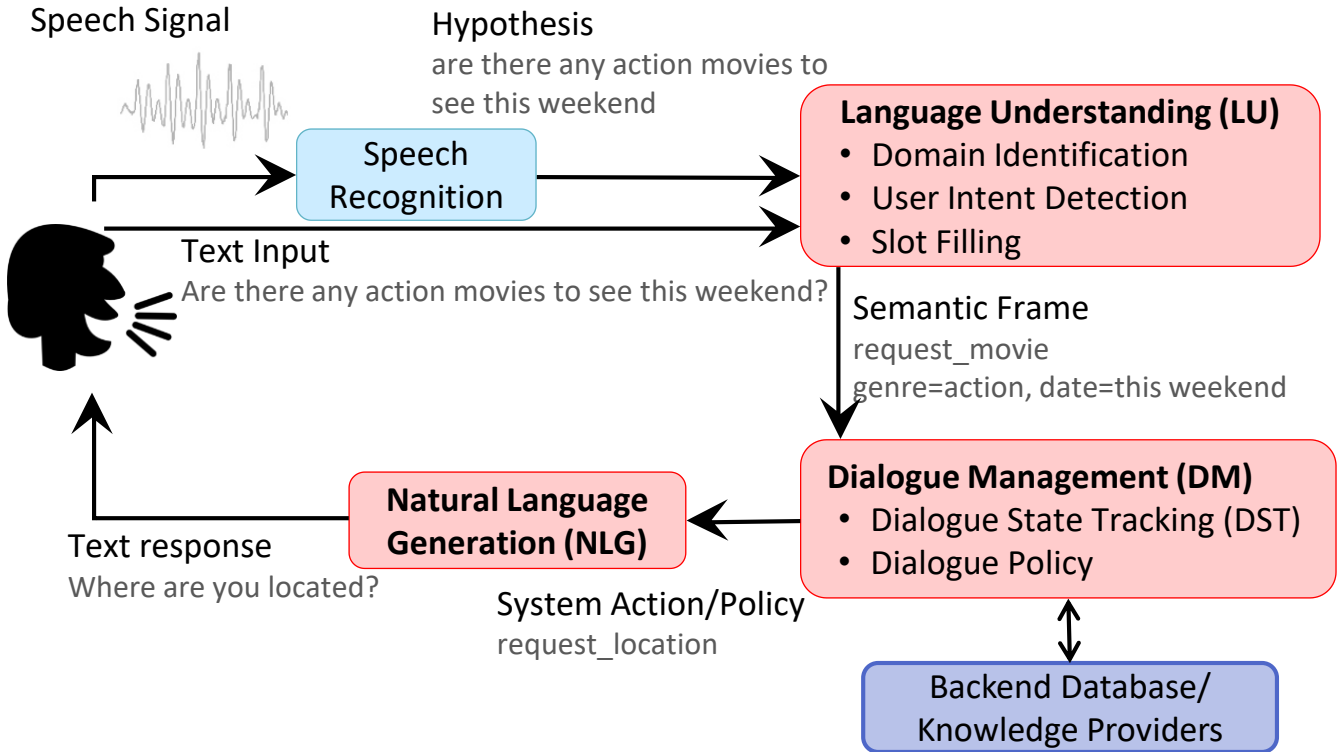 Speech Signal
Hypothesis
are there any action movies to
see this weekend
Speech
Recognition
Language Understanding (LU)
• Domain Identification
• User Intent Detection
• Slot Filling
Text Input
Are there any action movies to see this weekend?
Semantic Frame
request_movie
genre=action, date=this weekend
Dialogue Management (DM)
• Dialogue State Tracking (DST)
• Dialogue Policy
Natural Language
Generation (NLG)
Text response
Where are you located?
System Action/Policy
request_location
Backend Database/
Knowledge Providers